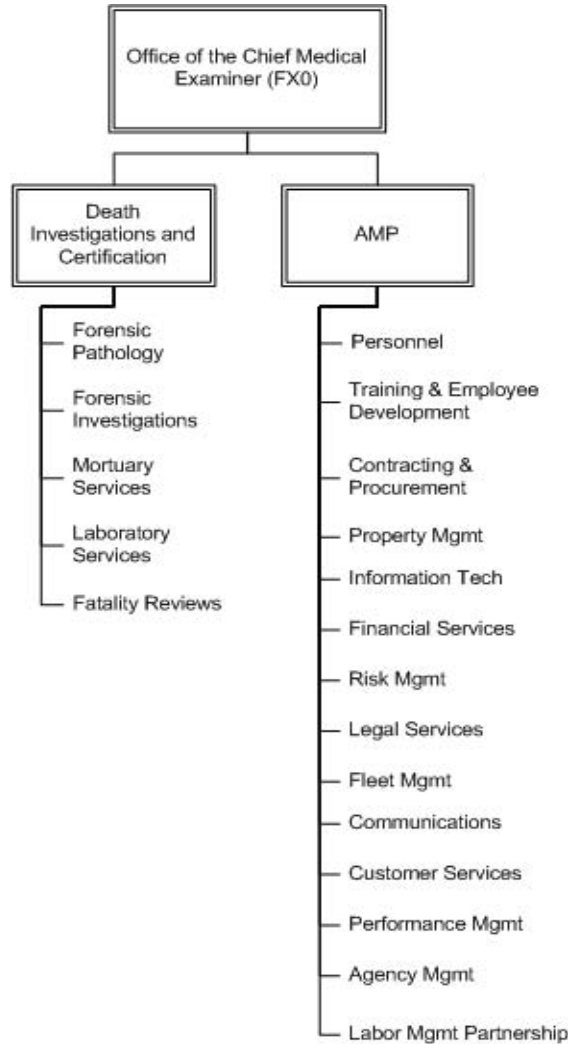 Office of the Chief Medical
Examiner (FX0)
Death
Investigations and
Certification
Forensic
Pathology
Forensic
Investigations
Mortuary
Services
Laboratory
Services
Fatality Reviews
AMP
Personnel
Training & Employee
Development
Contracting &
Procurement
Property Mgmt
Information Tech
Financial Services
Risk Mgmt
Legal Services
Fleet Mgmt
Communications
Customer Services
Performance Mgmt
Agency Mgmt
Labor Mgmt Partnership